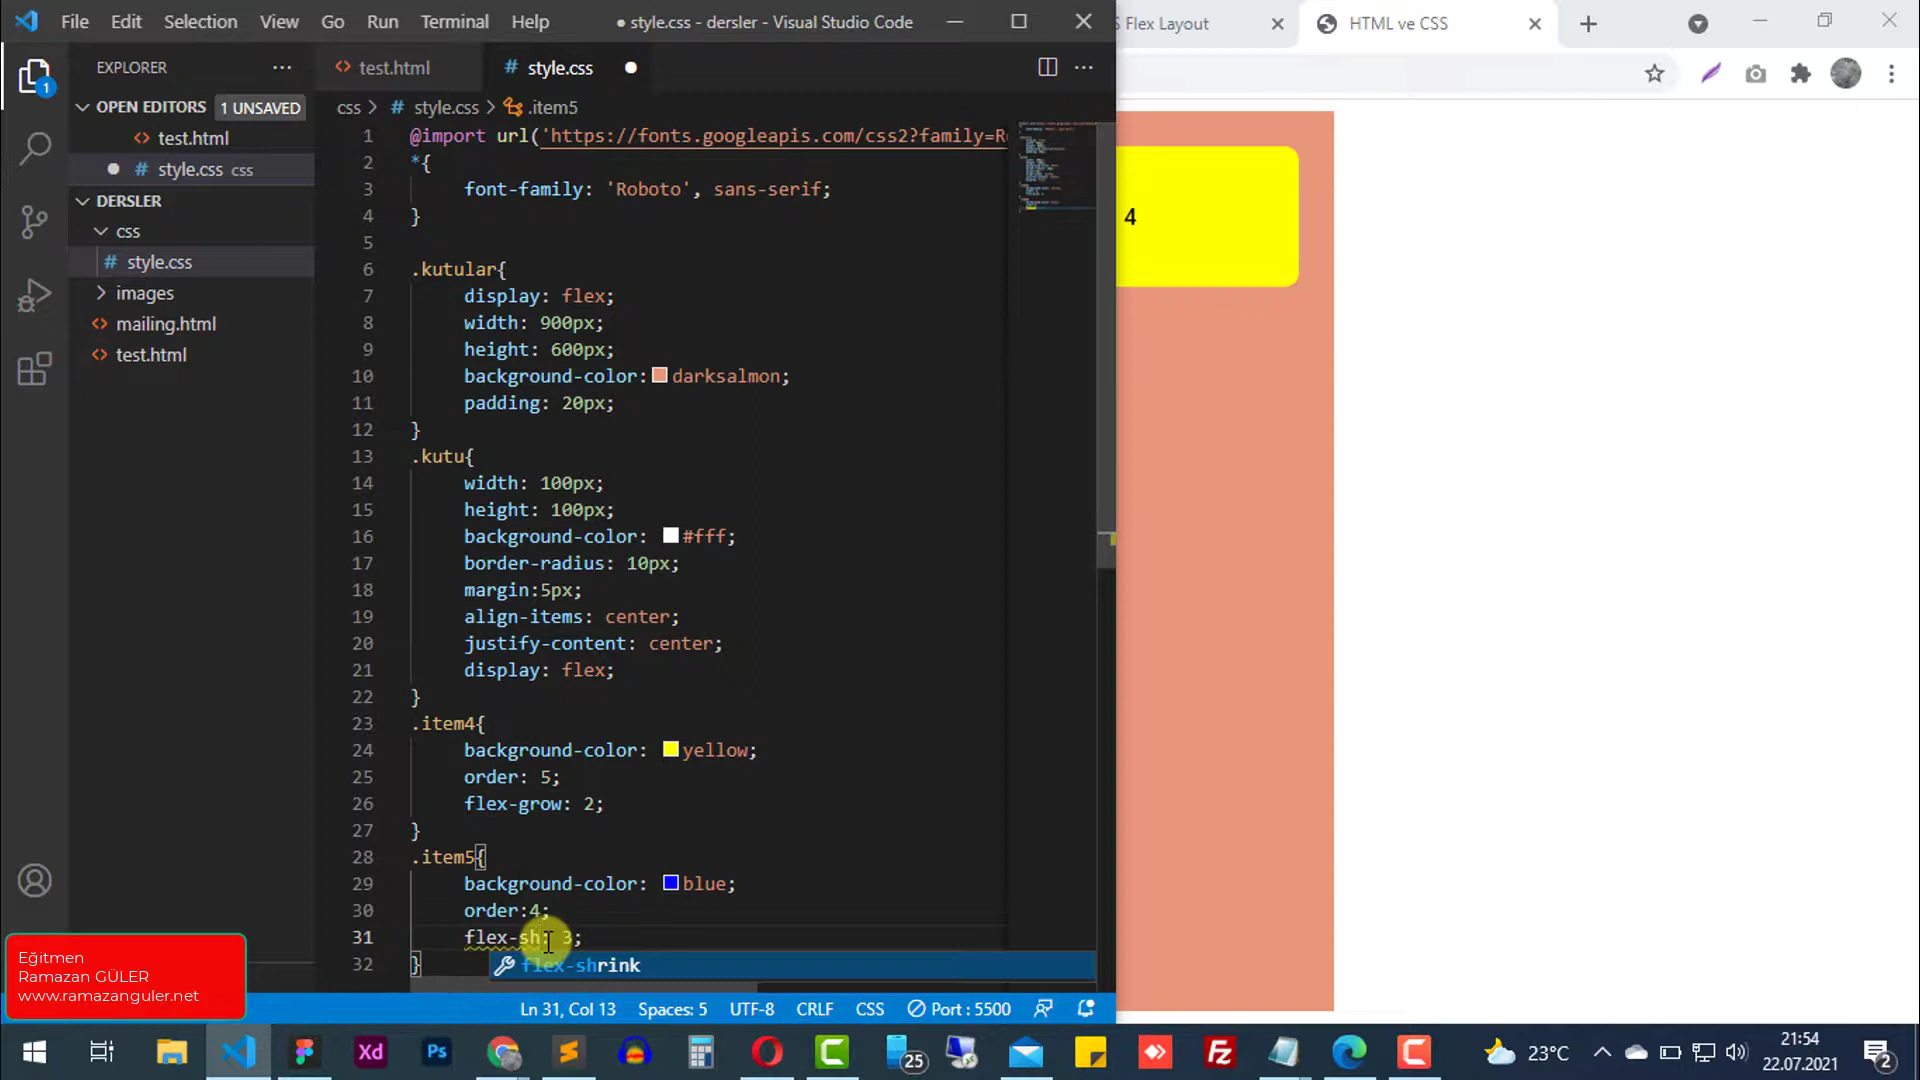 File Edit Selection View Go Run Terminal Help
● style.css - dersler - Visual Studio Code
S Flex Layout
HTML ve CSS
EXPLORER
test.html
# style.css
OPEN EDITORS 1 UNSAVED
css > # style.css > .item5
test.html
# style.css css
DERSLER
css
# style.css
images
mailing.html
test.html
1 @import url('https://fonts.googleapis.com/css2?family=Ro
2 *{
3 font-family: 'Roboto', sans-serif;
4 }
5
6 .kutular{
7 display: flex;
8 width: 900px;
9 height: 600px;
10 background-color: darksalmon;
11 padding: 20px;
12 }
13 .kutu{
14 width: 100px;
15 height: 100px;
16 background-color: #fff;
17 border-radius: 10px;
18 margin:5px;
19 align-items: center;
20 justify-content: center;
21 display: flex;
22 }
23 .item4{
24 background-color: yellow;
25 order: 5;
26 flex-grow: 2;
27 }
28 .item5{
29 background-color: blue;
30 order:4;
31 flex-sh: 3;
32 }
flex-shrink
4
1
Eğitmen
Ramazan GÜLER
www.ramazanguler.net
Ln 31, Col 13 Spaces: 5 UTF-8 CRLF CSS Port : 5500
Xd Ps 25 Fz
23°C
21:54
22.07.2021
2